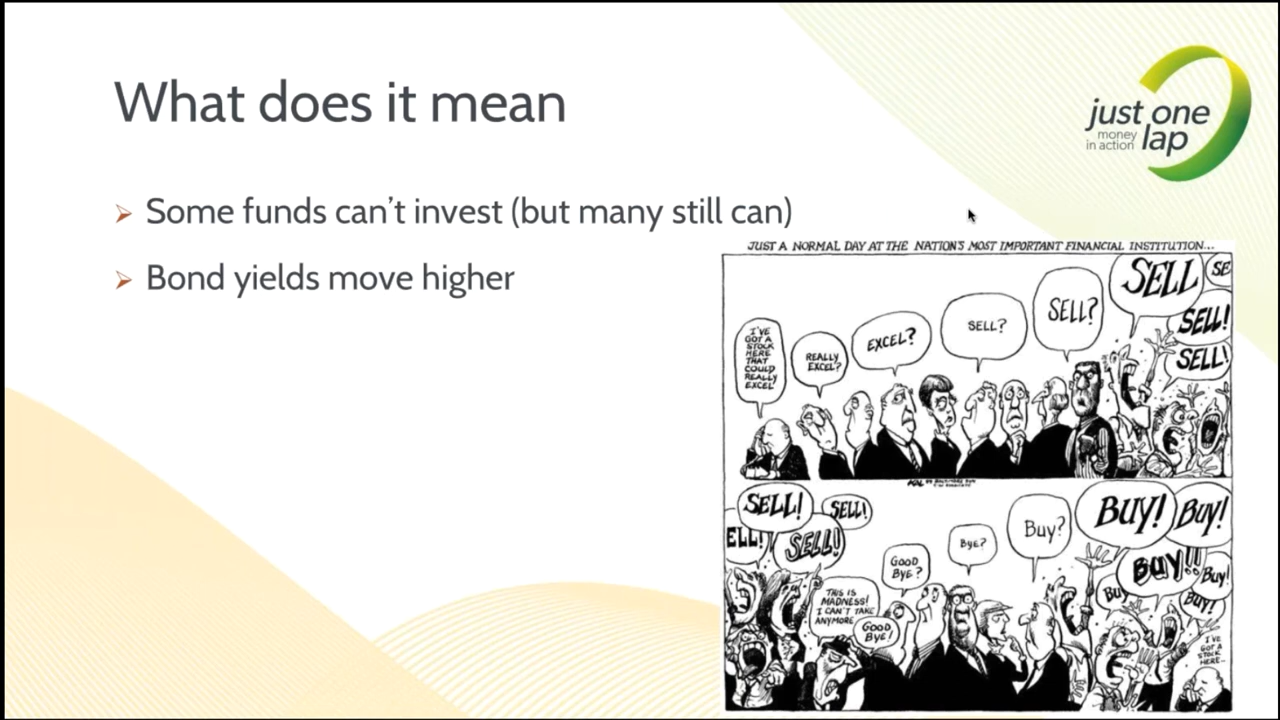 What does it mean
just one
money
in action lap
Some funds can't invest (but many still can)
Bond yields move higher
JUST A NORMAL DAY AT THE NATION'S MOST IMPORTANT FINANCIAL INSTITUTION...
I'VE
GOT A
STOCK
HERE
THAT
COULD
REALLY
EXCEL
REALLY
EXCEL?
EXCEL?
SELL?
SELL?
SELL
SE
SELL!
SELL!
SELL!
SELL!
ELL!
SELL!
THIS IS
MADNESS!
I CAN'T TAKE
ANYMORE
GOOD
BYE!
GOOD
BYE?
BYE?
BUY?
BUY!
BUY!
BUY!!
BUY!
BUY!
BU
I'VE
GOT A
STOCK
HERE..